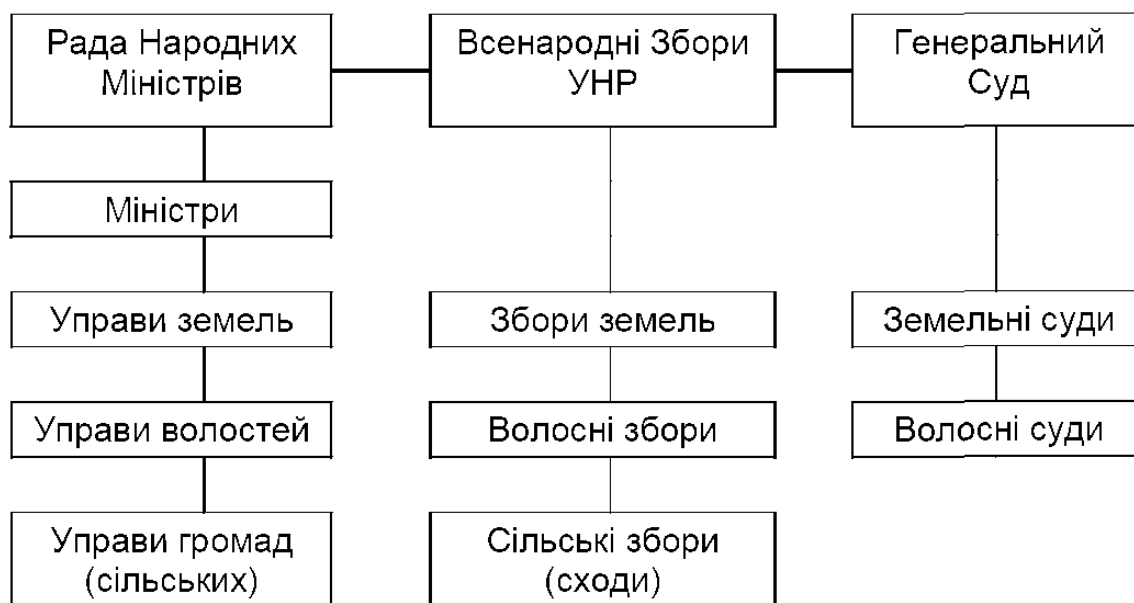 Рада Народних
Міністрів
Всенародні Збори
УНР
Генеральний
Суд
Міністри
Управи земель
Збори земель
Земельні суди
Управи волостей
Волосні збори
Волосні суди
Управи громад
(сільських)
Сільські збори
(сходи)